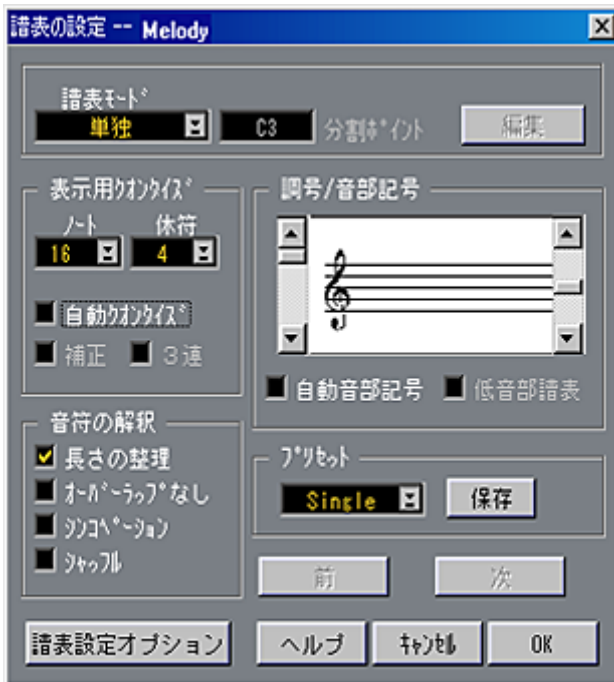 譜表の設定 -- Melody
譜表ﾓｰﾄﾞ
単独
C3
分割ﾎﾟｲﾝﾄ
編集
表示用ｸｵﾝﾀｲｽﾞ
ﾉｰﾄ
休符
16
4
自動ｸｵﾝﾀｲｽﾞ
補正
３連
調号/音部記号
自動音部記号
低音部譜表
音符の解釈
長さの整理
ｵｰﾊﾞｰﾗｯﾌﾟなし
ｼﾝｺﾍﾟｰｼｮﾝ
ｼｬｯﾌﾙ
ﾌﾟﾘｾｯﾄ
Single
保存
前
次
譜表設定オプション
ヘルプ
ｷｬﾝｾﾙ
OK